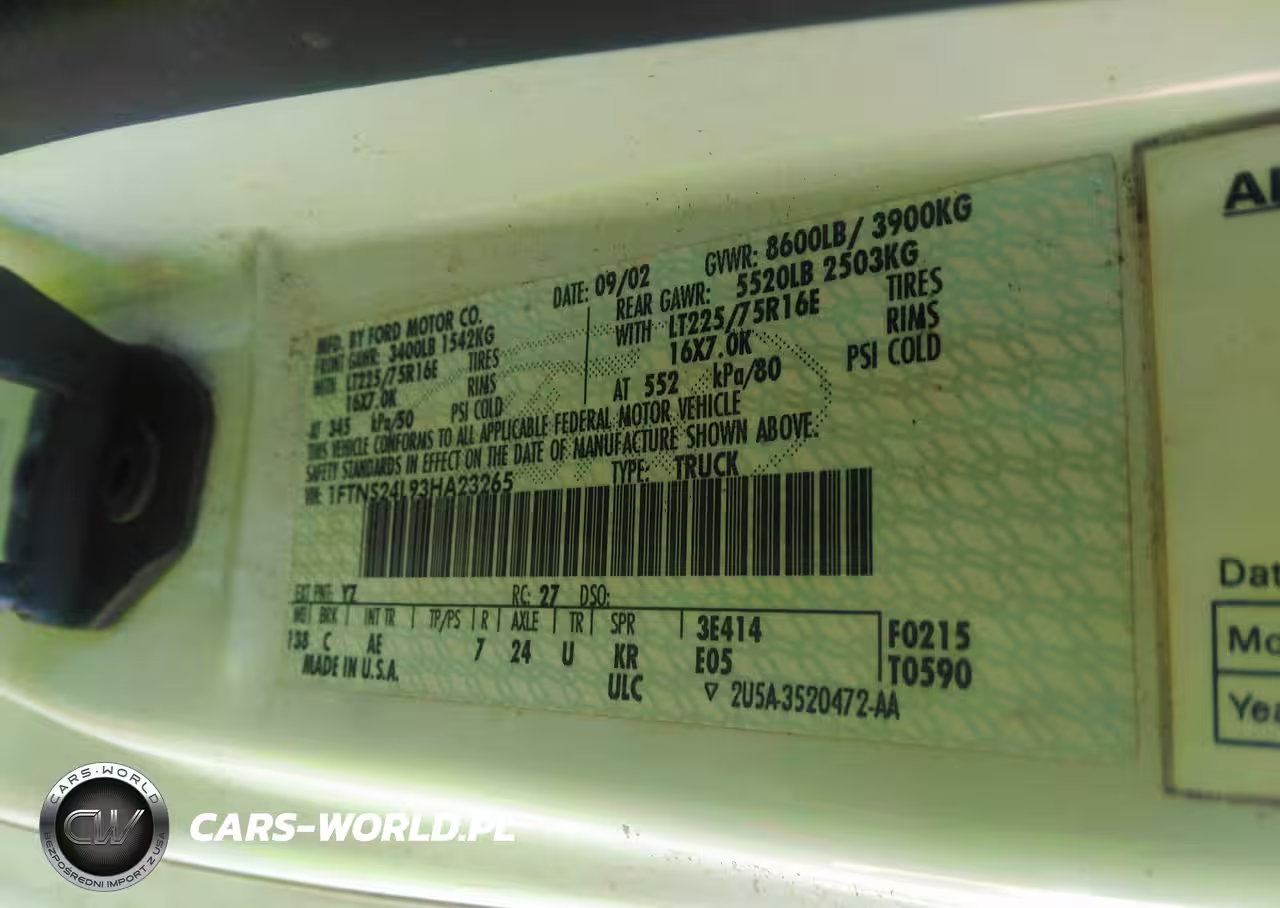 MFD. BY FORD MOTOR CO.
FRONT GAWR: 3400LB 1542KG
WITH LT225/75R16E TIRES
16X7.0K RIMS
AT 345 kPa/50 PSI COLD
DATE: 09/02 GVWR: 8600LB/ 3900KG
REAR GAWR: 5520LB 2503KG
WITH LT225/75R16E TIRES
16X7.0K RIMS
AT 552 kPa/80 PSI COLD
THIS VEHICLE CONFORMS TO ALL APPLICABLE FEDERAL MOTOR VEHICLE
SAFETY STANDARDS IN EFFECT ON THE DATE OF MANUFACTURE SHOWN ABOVE.
VIN: 1FTNS24L93HA23265
TYPE: TRUCK
EXT PNT: YZ RC: 27 DSO:
WB BRK INT TR TP/PS R AXLE TR SPR
138 C AE 7 24 U KR
3E414 F0215
E05 T0590
MADE IN U.S.A.
ULC ▽ 2U5A-3520472-AA
Dat
Mo
Yea
CARS-WORLD
CW
BEZPOŚREDNI IMPORT Z USA
CARS-WORLD.PL